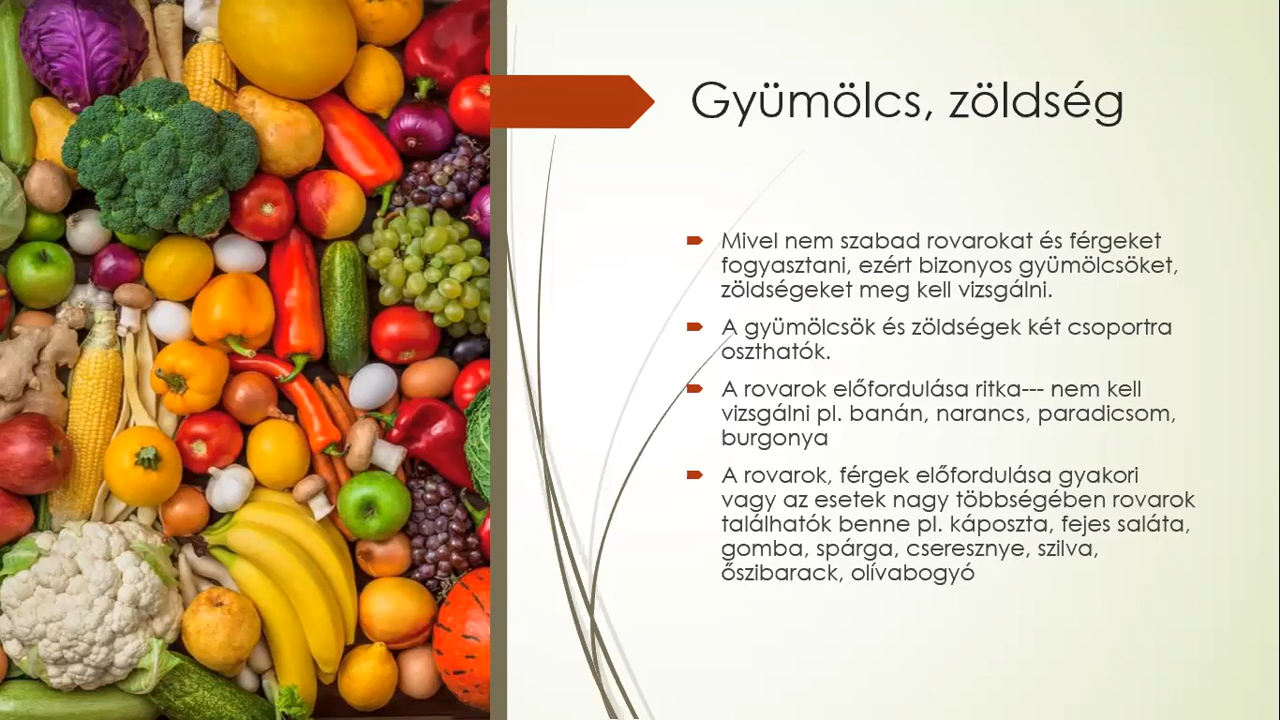 Gyümölcs, zöldség
Mivel nem szabad rovarokat és férgeket
fogyasztani, ezért bizonyos gyümölcsöket,
zöldségeket meg kell vizsgálni.
A gyümölcsök és zöldségek két csoportra
oszthatók.
A rovarok előfordulása ritka--- nem kell
vizsgálni pl. banán, narancs, paradicsom,
burgonya
A rovarok, férgek előfordulása gyakori
vagy az esetek nagy többségében rovarok
találhatók benne pl. káposzta, fejes saláta,
gomba, spárga, cseresznye, szilva,
őszibarack, olívabogyó